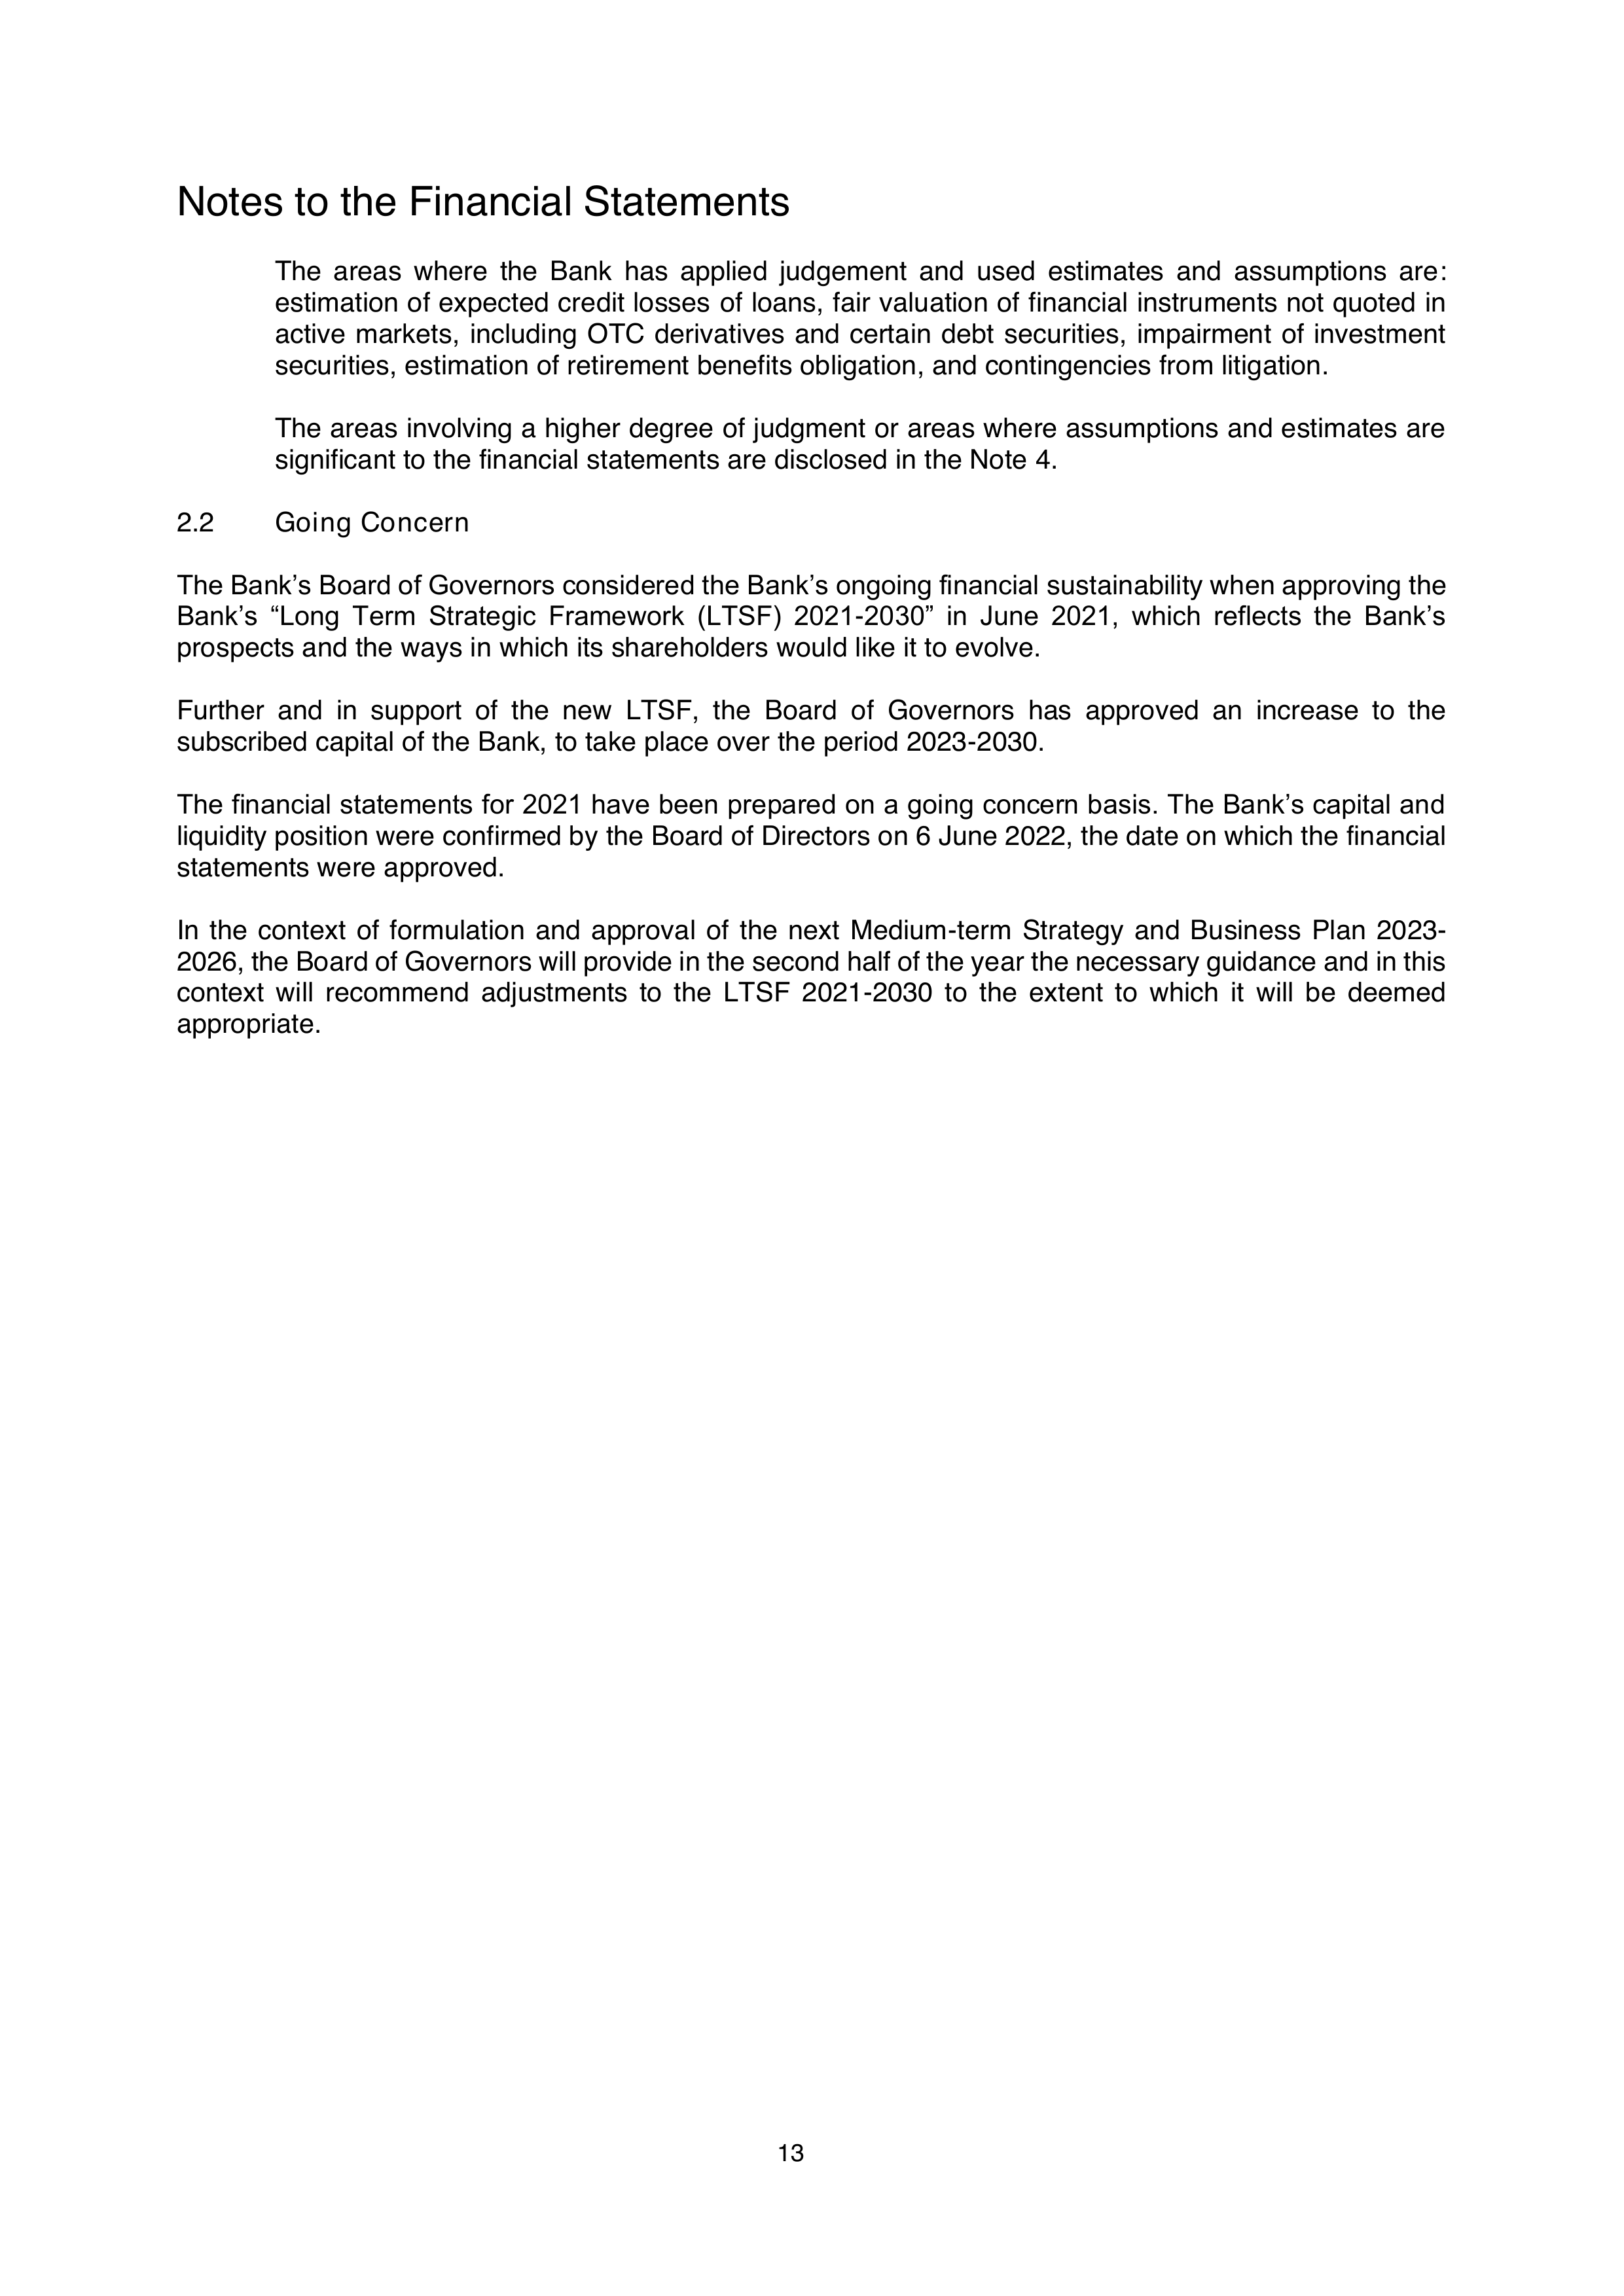 Notes to the Financial Statements
The areas where the Bank has applied judgement and used estimates and assumptions are:
estimation of expected credit losses of loans, fair valuation of financial instruments not quoted in
active markets, including OTC derivatives and certain debt securities, impairment of investment
securities, estimation of retirement benefits obligation, and contingencies from litigation.
The areas involving a higher degree of judgment or areas where assumptions and estimates are
significant to the financial statements are disclosed in the Note 4.
2.2 Going Concern
The Bank’s Board of Governors considered the Bank’s ongoing financial sustainability when approving the
Bank’s “Long Term Strategic Framework (LTSF) 2021-2030” in June 2021, which reflects the Bank’s
prospects and the ways in which its shareholders would like it to evolve.
Further and in support of the new LTSF, the Board of Governors has approved an increase to the
subscribed capital of the Bank, to take place over the period 2023-2030.
The financial statements for 2021 have been prepared on a going concern basis. The Bank’s capital and
liquidity position were confirmed by the Board of Directors on 6 June 2022, the date on which the financial
statements were approved.
In the context of formulation and approval of the next Medium-term Strategy and Business Plan 2023-
2026, the Board of Governors will provide in the second half of the year the necessary guidance and in this
context will recommend adjustments to the LTSF 2021-2030 to the extent to which it will be deemed
appropriate.
13